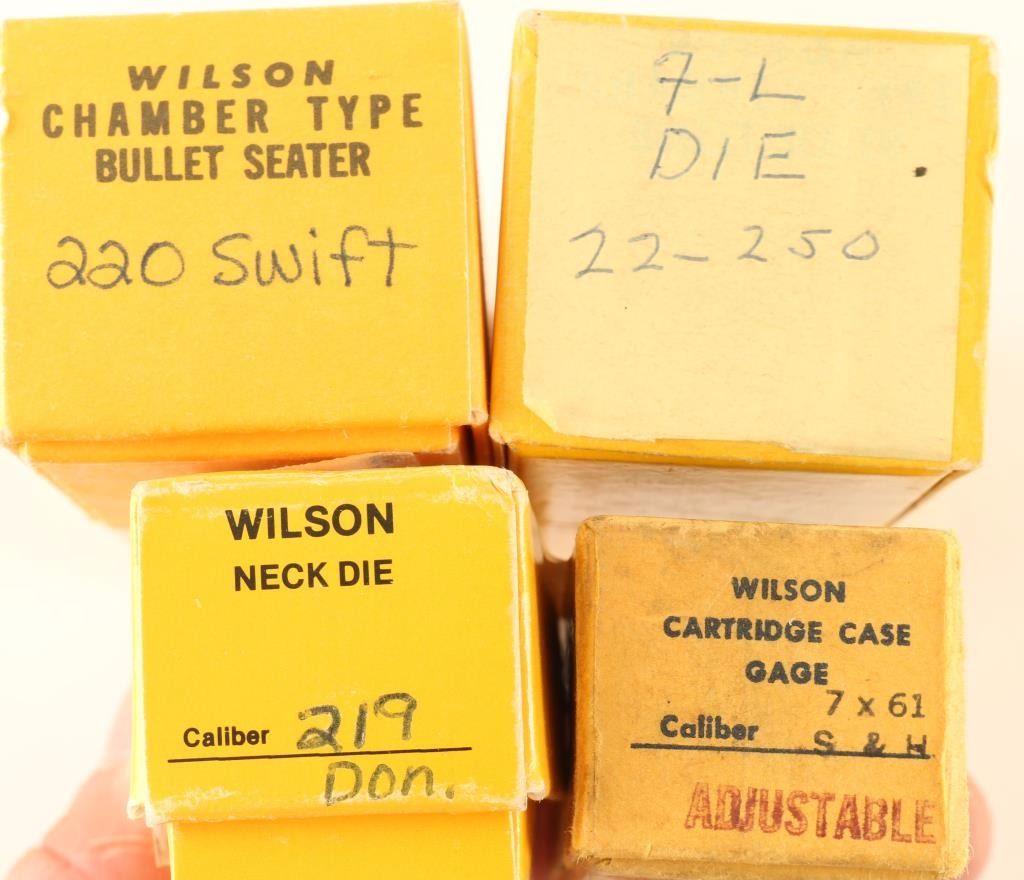 WILSON
CHAMBER TYPE
BULLET SEATER
220 Swift
7-L
DIE
22-250
WILSON
NECK DIE
Caliber 219
Don.
WILSON
CARTRIDGE CASE
GAGE
7 x 61
Caliber S & H
ADJUSTABLE